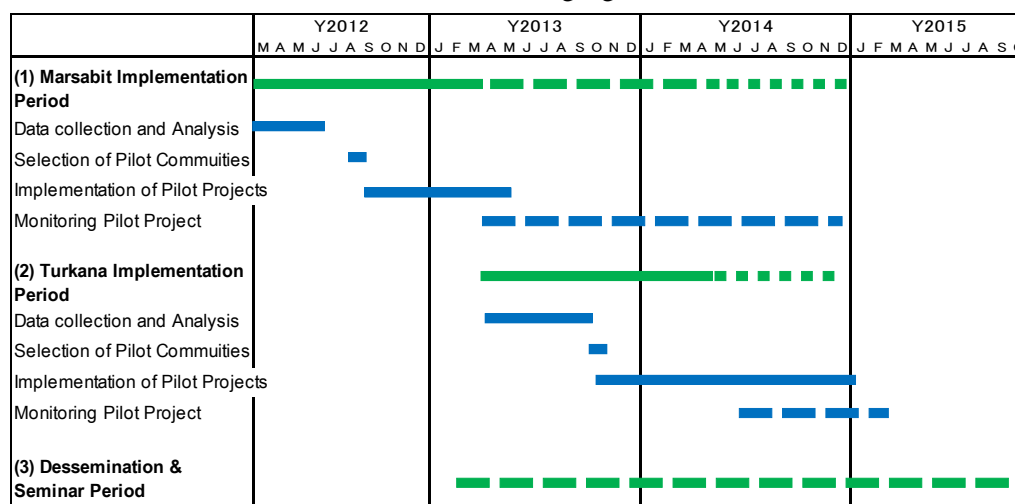 Y2012 Y2013 Y2014 Y2015
M A M J J A S O N D J F M A M J J A S O N D J F M A M J J A S O N D J F M A M J J A S
(1) Marsabit Implementation
Period
Data collection and Analysis
Selection of Pilot Commuities
Implementation of Pilot Projects
Monitoring Pilot Project
(2) Turkana Implementation
Period
Data collection and Analysis
Selection of Pilot Commuities
Implementation of Pilot Projects
Monitoring Pilot Project
(3) Dessemination &
Seminar Period